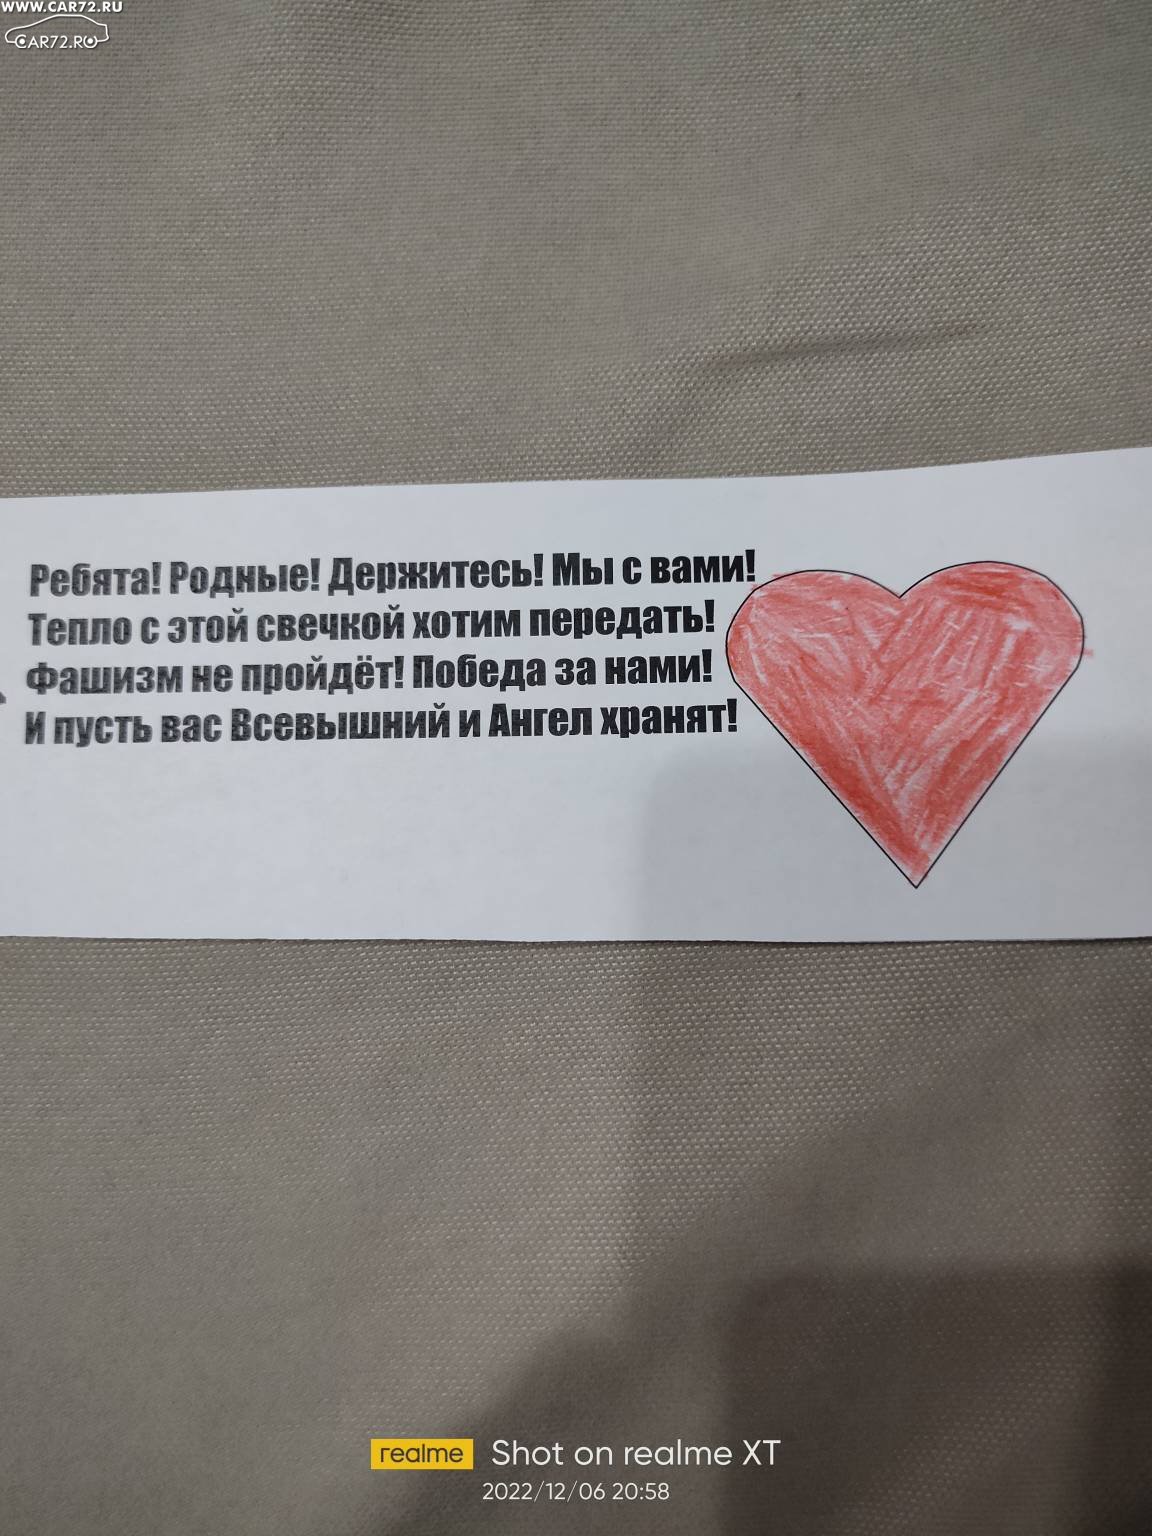 WWW.CAR72.RU
CAR72.RU
Ребята! Родные! Держитесь! Мы с вами!
Тепло с этой свечкой хотим передать!
Фашизм не пройдёт! Победа за нами!
И пусть вас Всевышний и Ангел хранят!
realme Shot on realme XT
2022/12/06 20:58